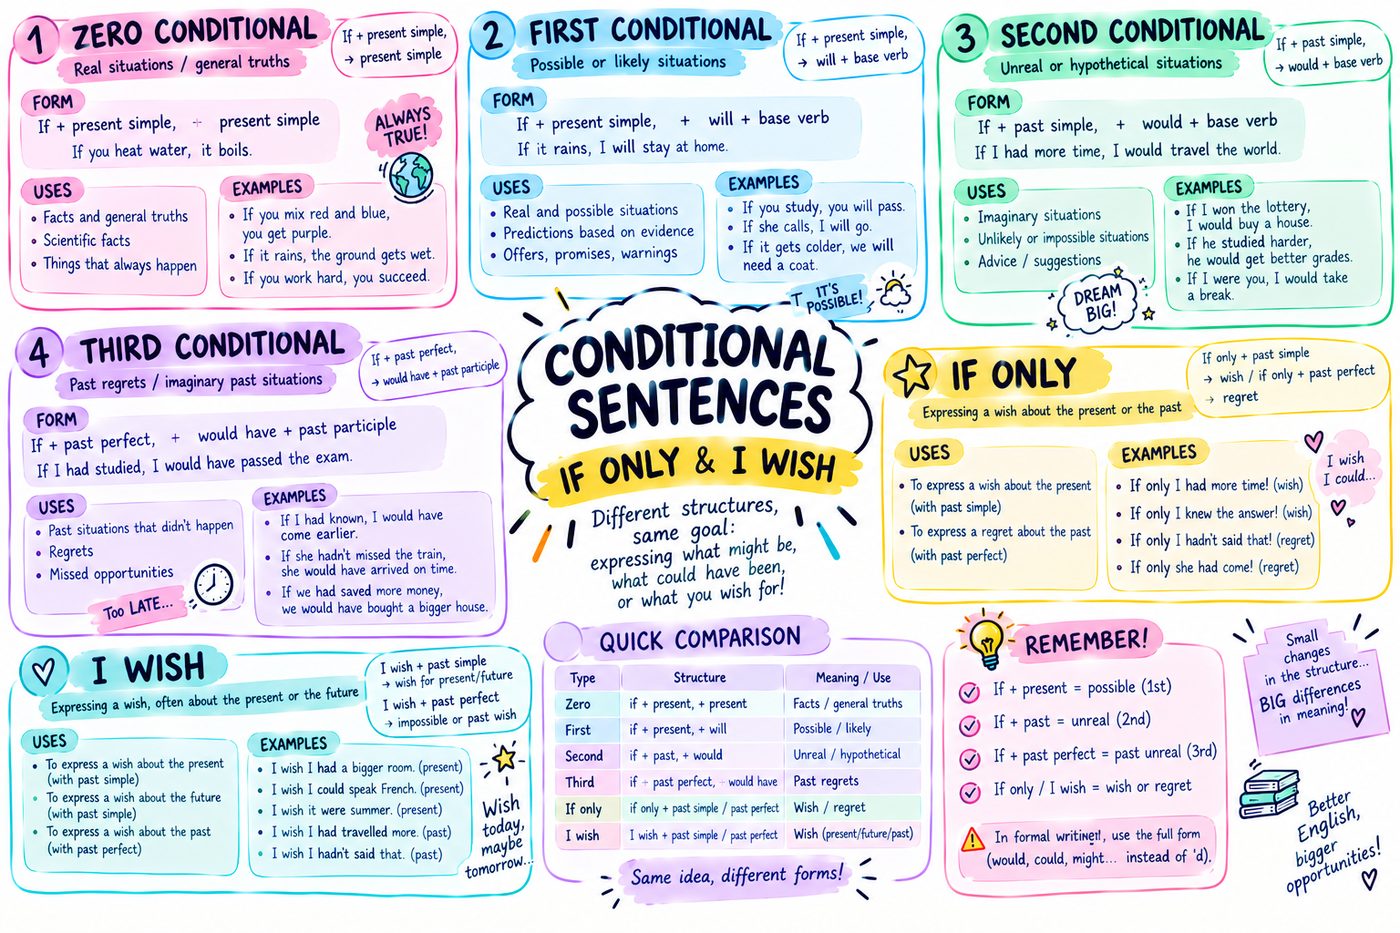 1 ZERO CONDITIONAL
Real situations / general truths
If + present simple,
→ present simple
FORM
If + present simple, + present simple
If you heat water, it boils.
ALWAYS
TRUE!
USES
• Facts and general truths
• Scientific facts
• Things that always happen
EXAMPLES
• If you mix red and blue,
you get purple.
• If it rains, the ground gets wet.
• If you work hard, you succeed.
2 FIRST CONDITIONAL
Possible or likely situations
If + present simple,
→ will + base verb
FORM
If + present simple, + will + base verb
If it rains, I will stay at home.
USES
• Real and possible situations
• Predictions based on evidence
• Offers, promises, warnings
EXAMPLES
• If you study, you will pass.
• If she calls, I will go.
• If it gets colder, we will
need a coat.
IT'S
POSSIBLE!
3 SECOND CONDITIONAL
Unreal or hypothetical situations
If + past simple,
→ would + base verb
FORM
If + past simple, + would + base verb
If I had more time, I would travel the world.
USES
• Imaginary situations
• Unlikely or impossible situations
• Advice / suggestions
EXAMPLES
• If I won the lottery,
I would buy a house.
• If he studied harder,
he would get better grades.
• If I were you, I would take
a break.
DREAM
BIG!
4 THIRD CONDITIONAL
Past regrets / imaginary past situations
If + past perfect,
→ would have + past participle
FORM
If + past perfect, + would have + past participle
If I had studied, I would have passed the exam.
USES
• Past situations that didn't happen
• Regrets
• Missed opportunities
TOO LATE...
EXAMPLES
• If I had known, I would have
come earlier.
• If she hadn't missed the train,
she would have arrived on time.
• If we had saved more money,
we would have bought a bigger house.
CONDITIONAL
SENTENCES
IF ONLY & I WISH
Different structures,
same goal:
expressing what might be,
what could have been,
or what you wish for!
IF ONLY
Expressing a wish about the present or the past
If only + past simple
→ wish / if only + past perfect
→ regret
USES
• To express a wish about the present
(with past simple)
• To express a regret about the past
(with past perfect)
EXAMPLES
• If only I had more time! (wish)
• If only I knew the answer! (wish)
• If only I hadn't said that! (regret)
• If only she had come! (regret)
I wish
I could...
I WISH
Expressing a wish, often about the present or the future
I wish + past simple
→ wish for present/future
I wish + past perfect
→ impossible or past wish
USES
• To express a wish about the present
(with past simple)
• To express a wish about the future
(with past simple)
• To express a wish about the past
(with past perfect)
EXAMPLES
• I wish I had a bigger room. (present)
• I wish I could speak French. (present)
• I wish it were summer. (present)
• I wish I had travelled more. (past)
• I wish I hadn't said that. (past)
Wish
today,
maybe
tomorrow...
QUICK COMPARISON
Type Structure Meaning / Use
Zero if + present, + present Facts / general truths
First if + present, + will Possible / likely
Second if + past, + would Unreal / hypothetical
Third if + past perfect, + would have Past regrets
If only if only + past simple / past perfect Wish / regret
I wish I wish + past simple / past perfect Wish (present/future/past)
Same idea, different forms!
REMEMBER!
If + present = possible (1st)
If + past = unreal (2nd)
If + past perfect = past unreal (3rd)
If only / I wish = wish or regret
In formal writing, use the full form
(would, could, might... instead of 'd).
Small
changes
in the structure...
BIG differences
in meaning!
Better
English,
bigger
opportunities!